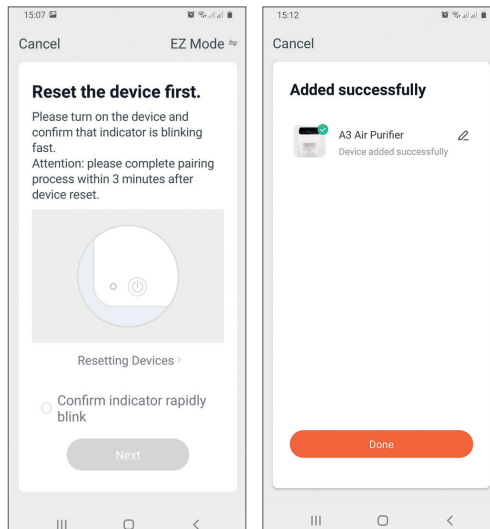 15:07
Cancel
EZ Mode
Reset the device first.
Please turn on the device and
confirm that indicator is blinking
fast.
Attention: please complete pairing
process within 3 minutes after
device reset.
Resetting Devices >
Confirm indicator rapidly
blink
Next
15:12
Cancel
Added successfully
A3 Air Purifier
Device added successfully
Done